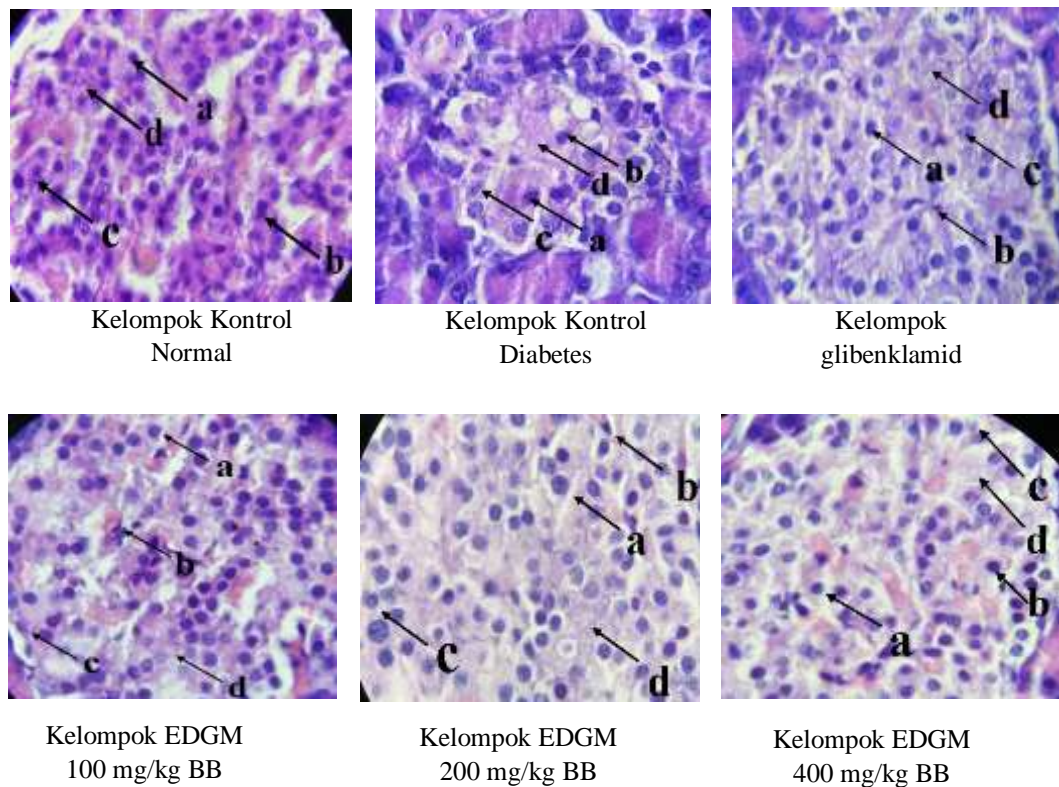 a
d
c
b
Kelompok Kontrol
Normal
b
d
c
a
Kelompok Kontrol
Diabetes
d
a
c
b
Kelompok
glibenklamid
a
b
c
d
Kelompok EDGM
100 mg/kg BB
b
a
c
d
Kelompok EDGM
200 mg/kg BB
c
d
b
a
Kelompok EDGM
400 mg/kg BB